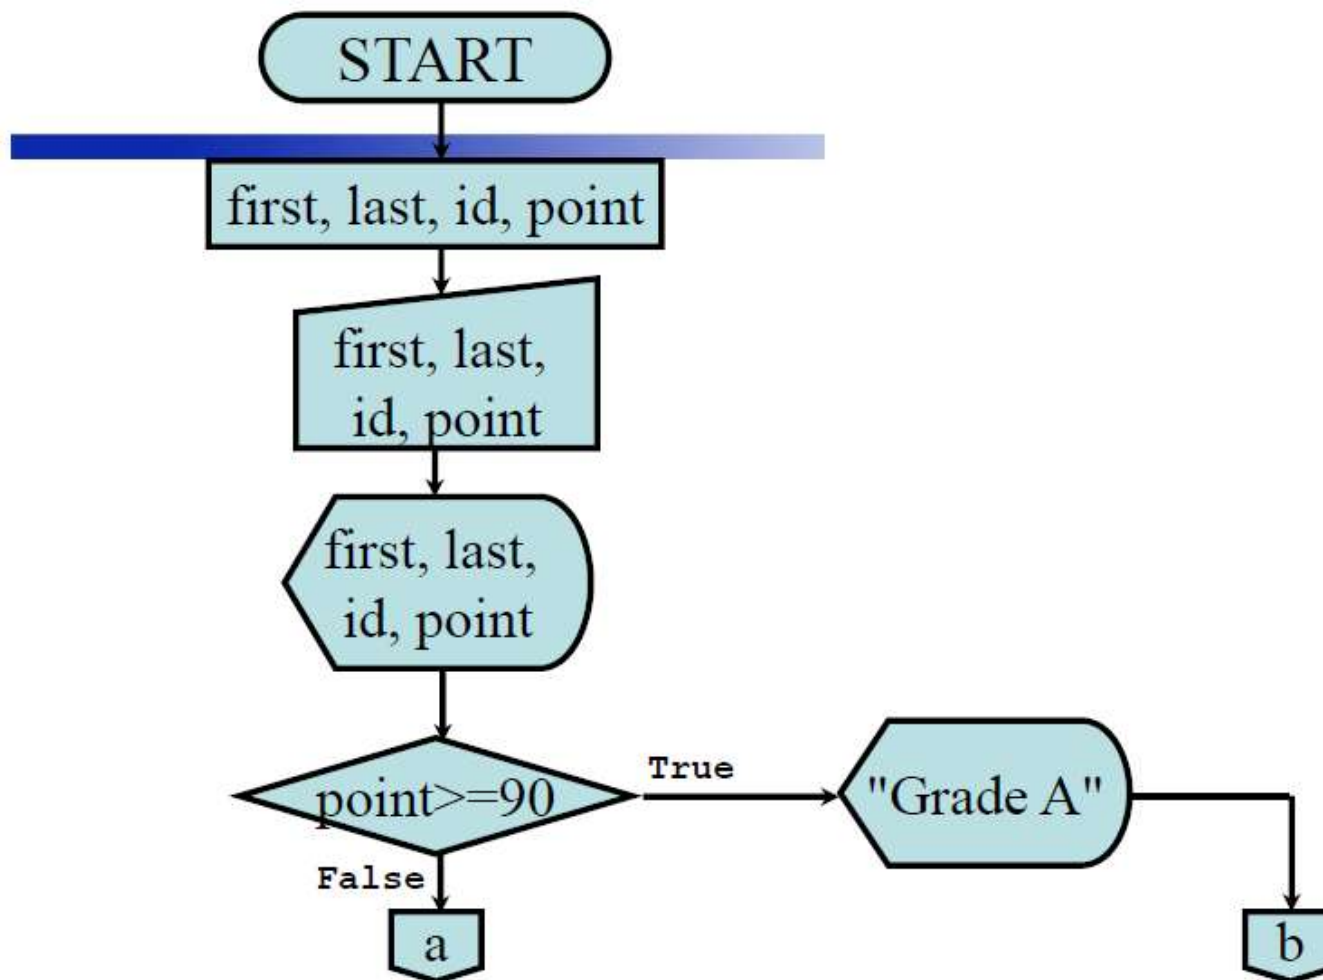 START
first, last, id, point
first, last,
id, point
first, last,
id, point
point>=90
True
"Grade A"
False
a
b